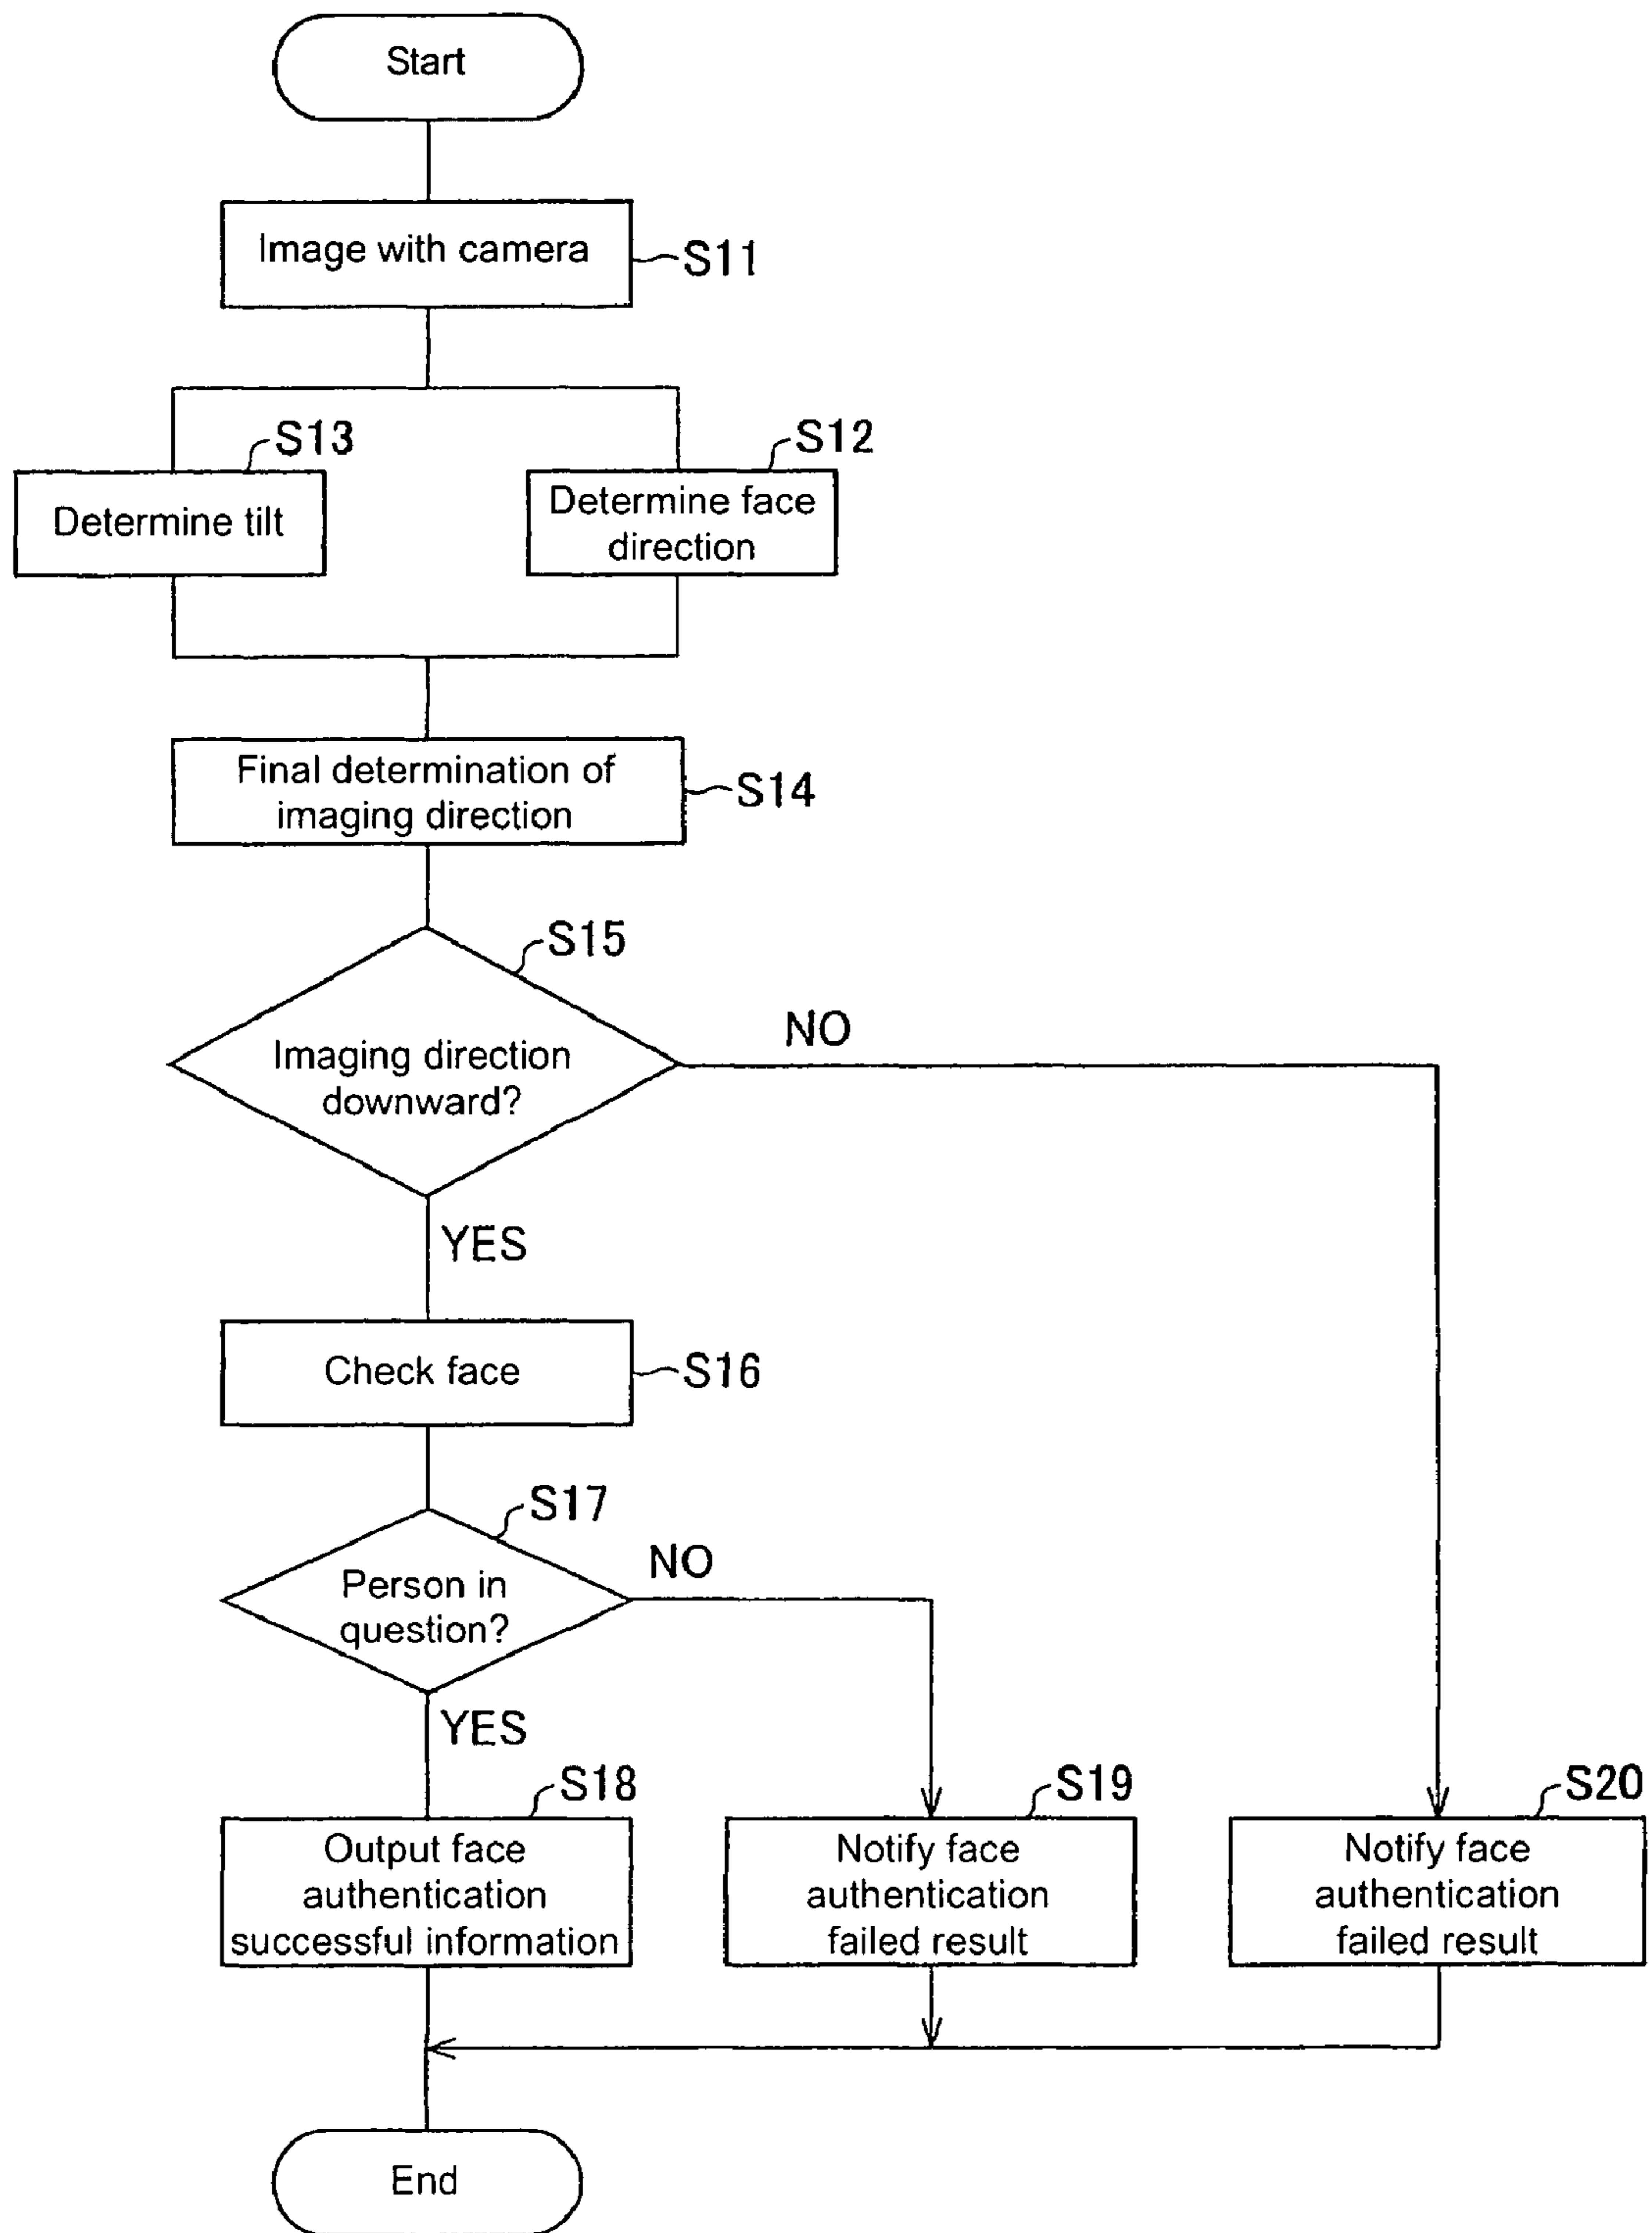 Start
Image with camera
S11
S13
S12
Determine tilt
Determine face
direction
Final determination of
imaging direction
S14
S15
Imaging direction
downward?
NO
YES
Check face
S16
S17
Person in
question?
NO
YES
S18
Output face
authentication
successful information
S19
Notify face
authentication
failed result
S20
Notify face
authentication
failed result
End